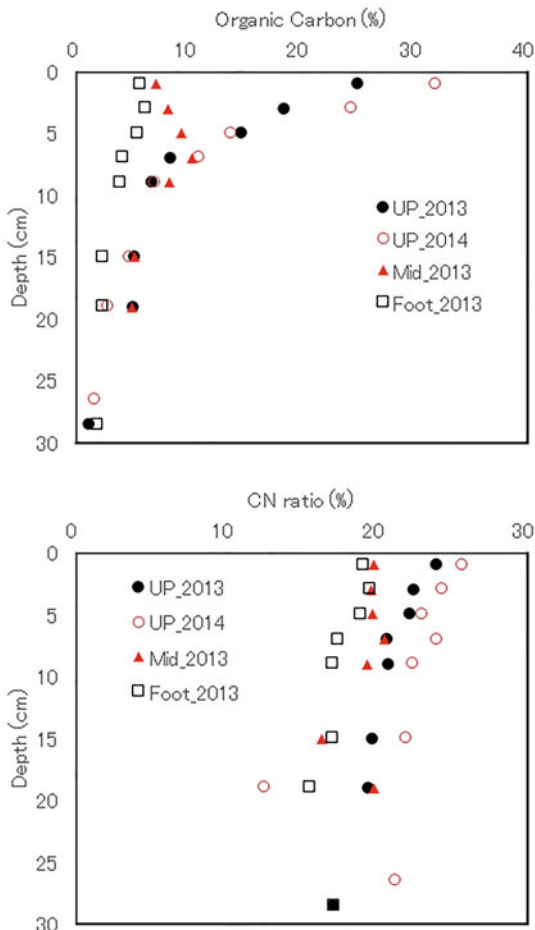 Organic Carbon (%)
0 10 20 30 40
0
5
10
15
20
25
30
Depth (cm)
UP_2013
UP_2014
Mid_2013
Foot_2013
CN ratio (%)
0 10 20 30
0
5
10
15
20
25
30
Depth (cm)
UP_2013
UP_2014
Mid_2013
Foot_2013